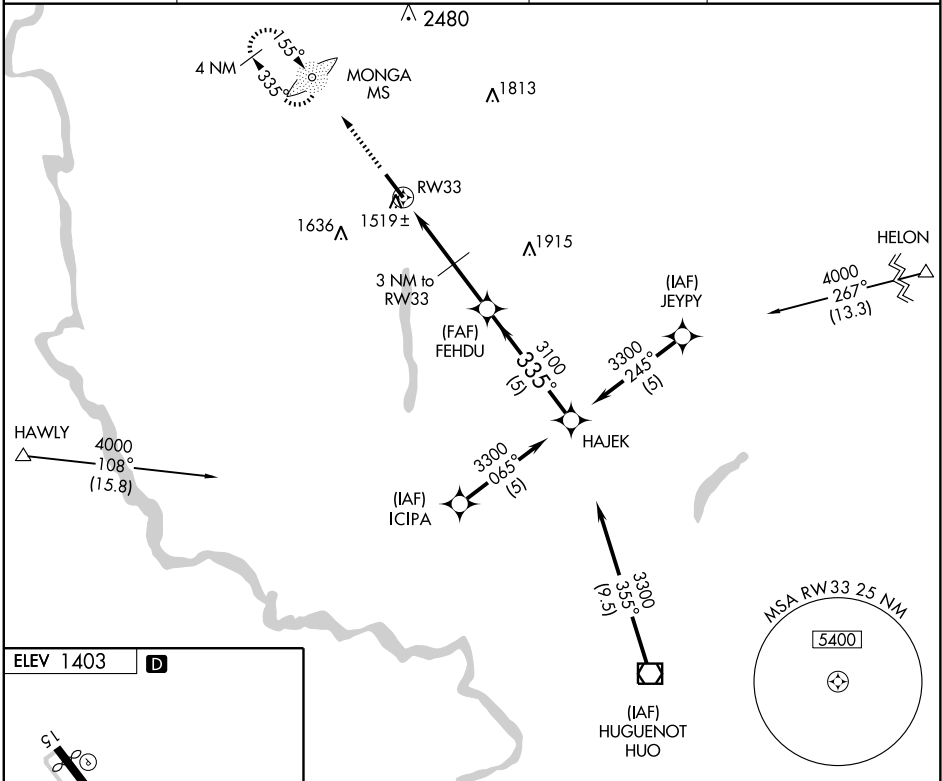 2480
155°
4 NM
335°
MONGA
MS
1813
RW33
1519±
1636
1915
HELON
4000
267°
(13.3)
3 NM to
RW33
(IAF)
JEYPY
(FAF)
FEHDU
3100
335°
(5)
3300
245°
(5)
HAJEK
HAWLY
4000
108°
(15.8)
3300
065°
(5)
(IAF)
ICIPA
3300
355°
(9.5)
MSA RW33 25 NM
5400
(IAF)
HUGUENOT
HUO
ELEV 1403
D
15
P